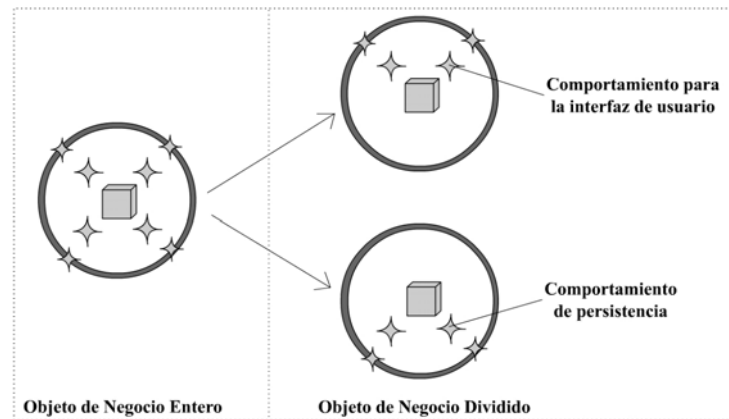 Comportamiento para
la interfaz de usuario
Comportamiento
de persistencia
Objeto de Negocio Entero
Objeto de Negocio Dividido